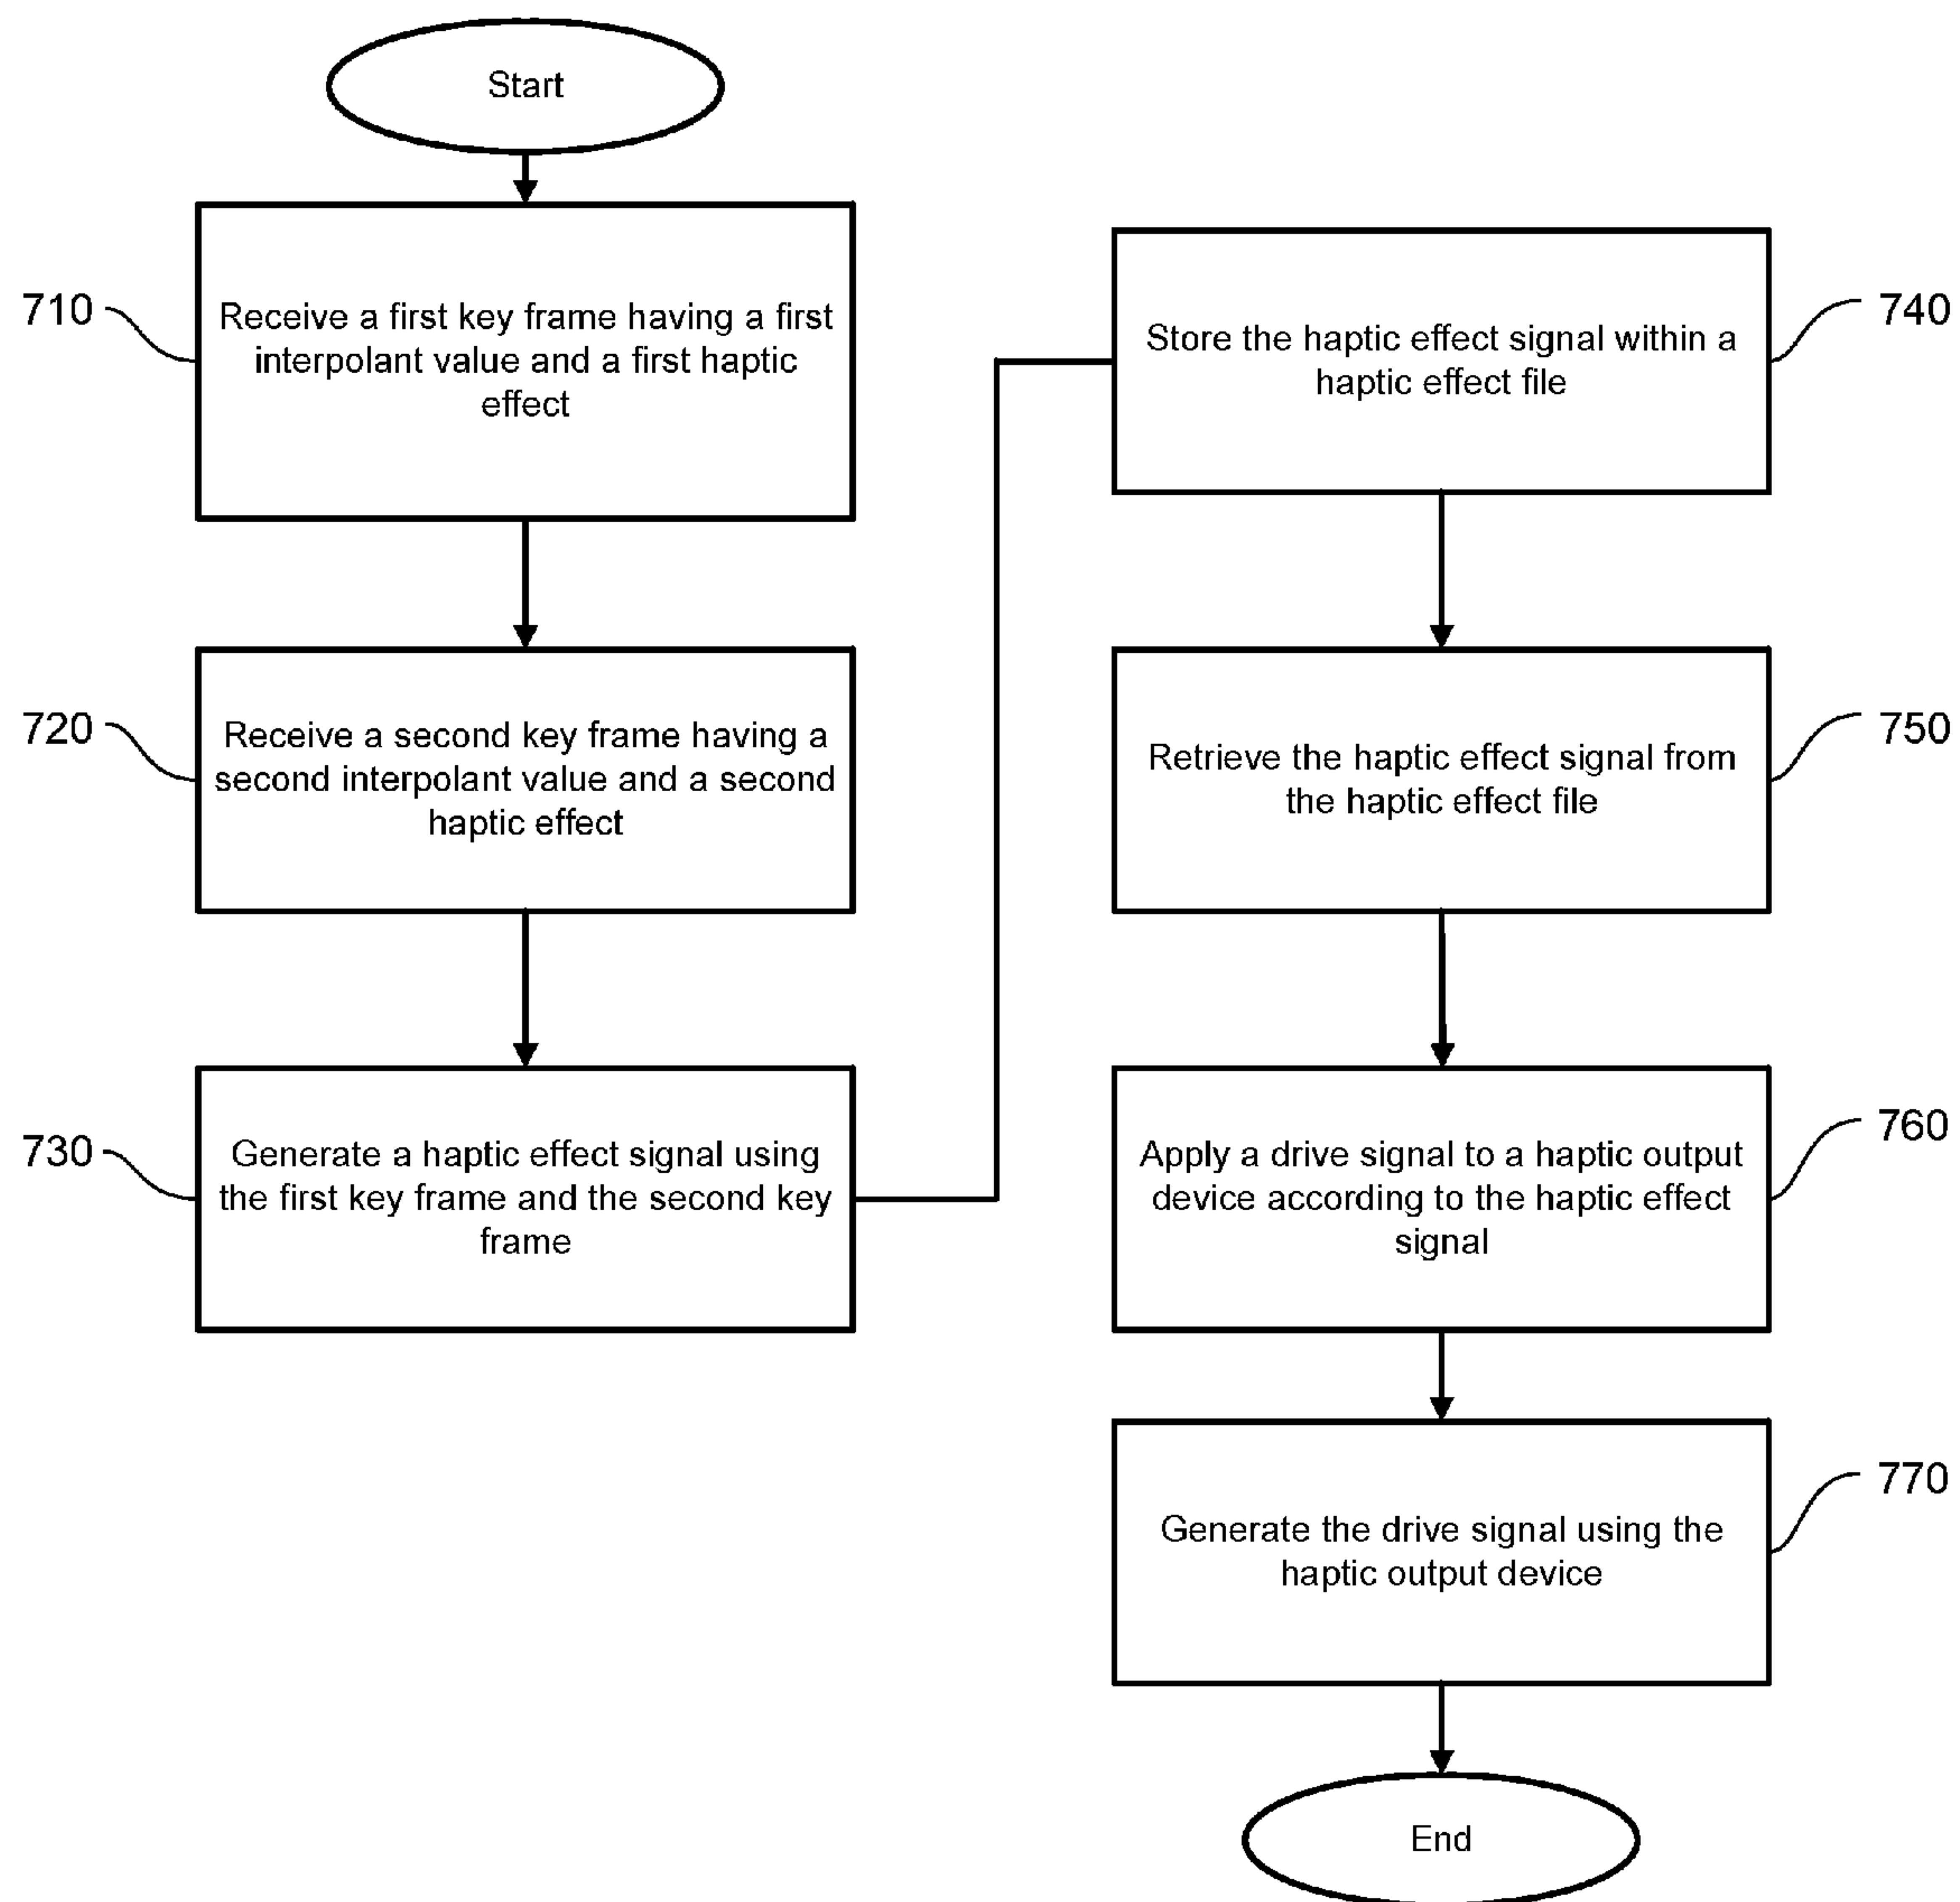 Start
710
Receive a first key frame having a first
interpolant value and a first haptic
effect
720
Receive a second key frame having a
second interpolant value and a second
haptic effect
730
Generate a haptic effect signal using
the first key frame and the second key
frame
740
Store the haptic effect signal within a
haptic effect file
750
Retrieve the haptic effect signal from
the haptic effect file
760
Apply a drive signal to a haptic output
device according to the haptic effect
signal
770
Generate the drive signal using the
haptic output device
End